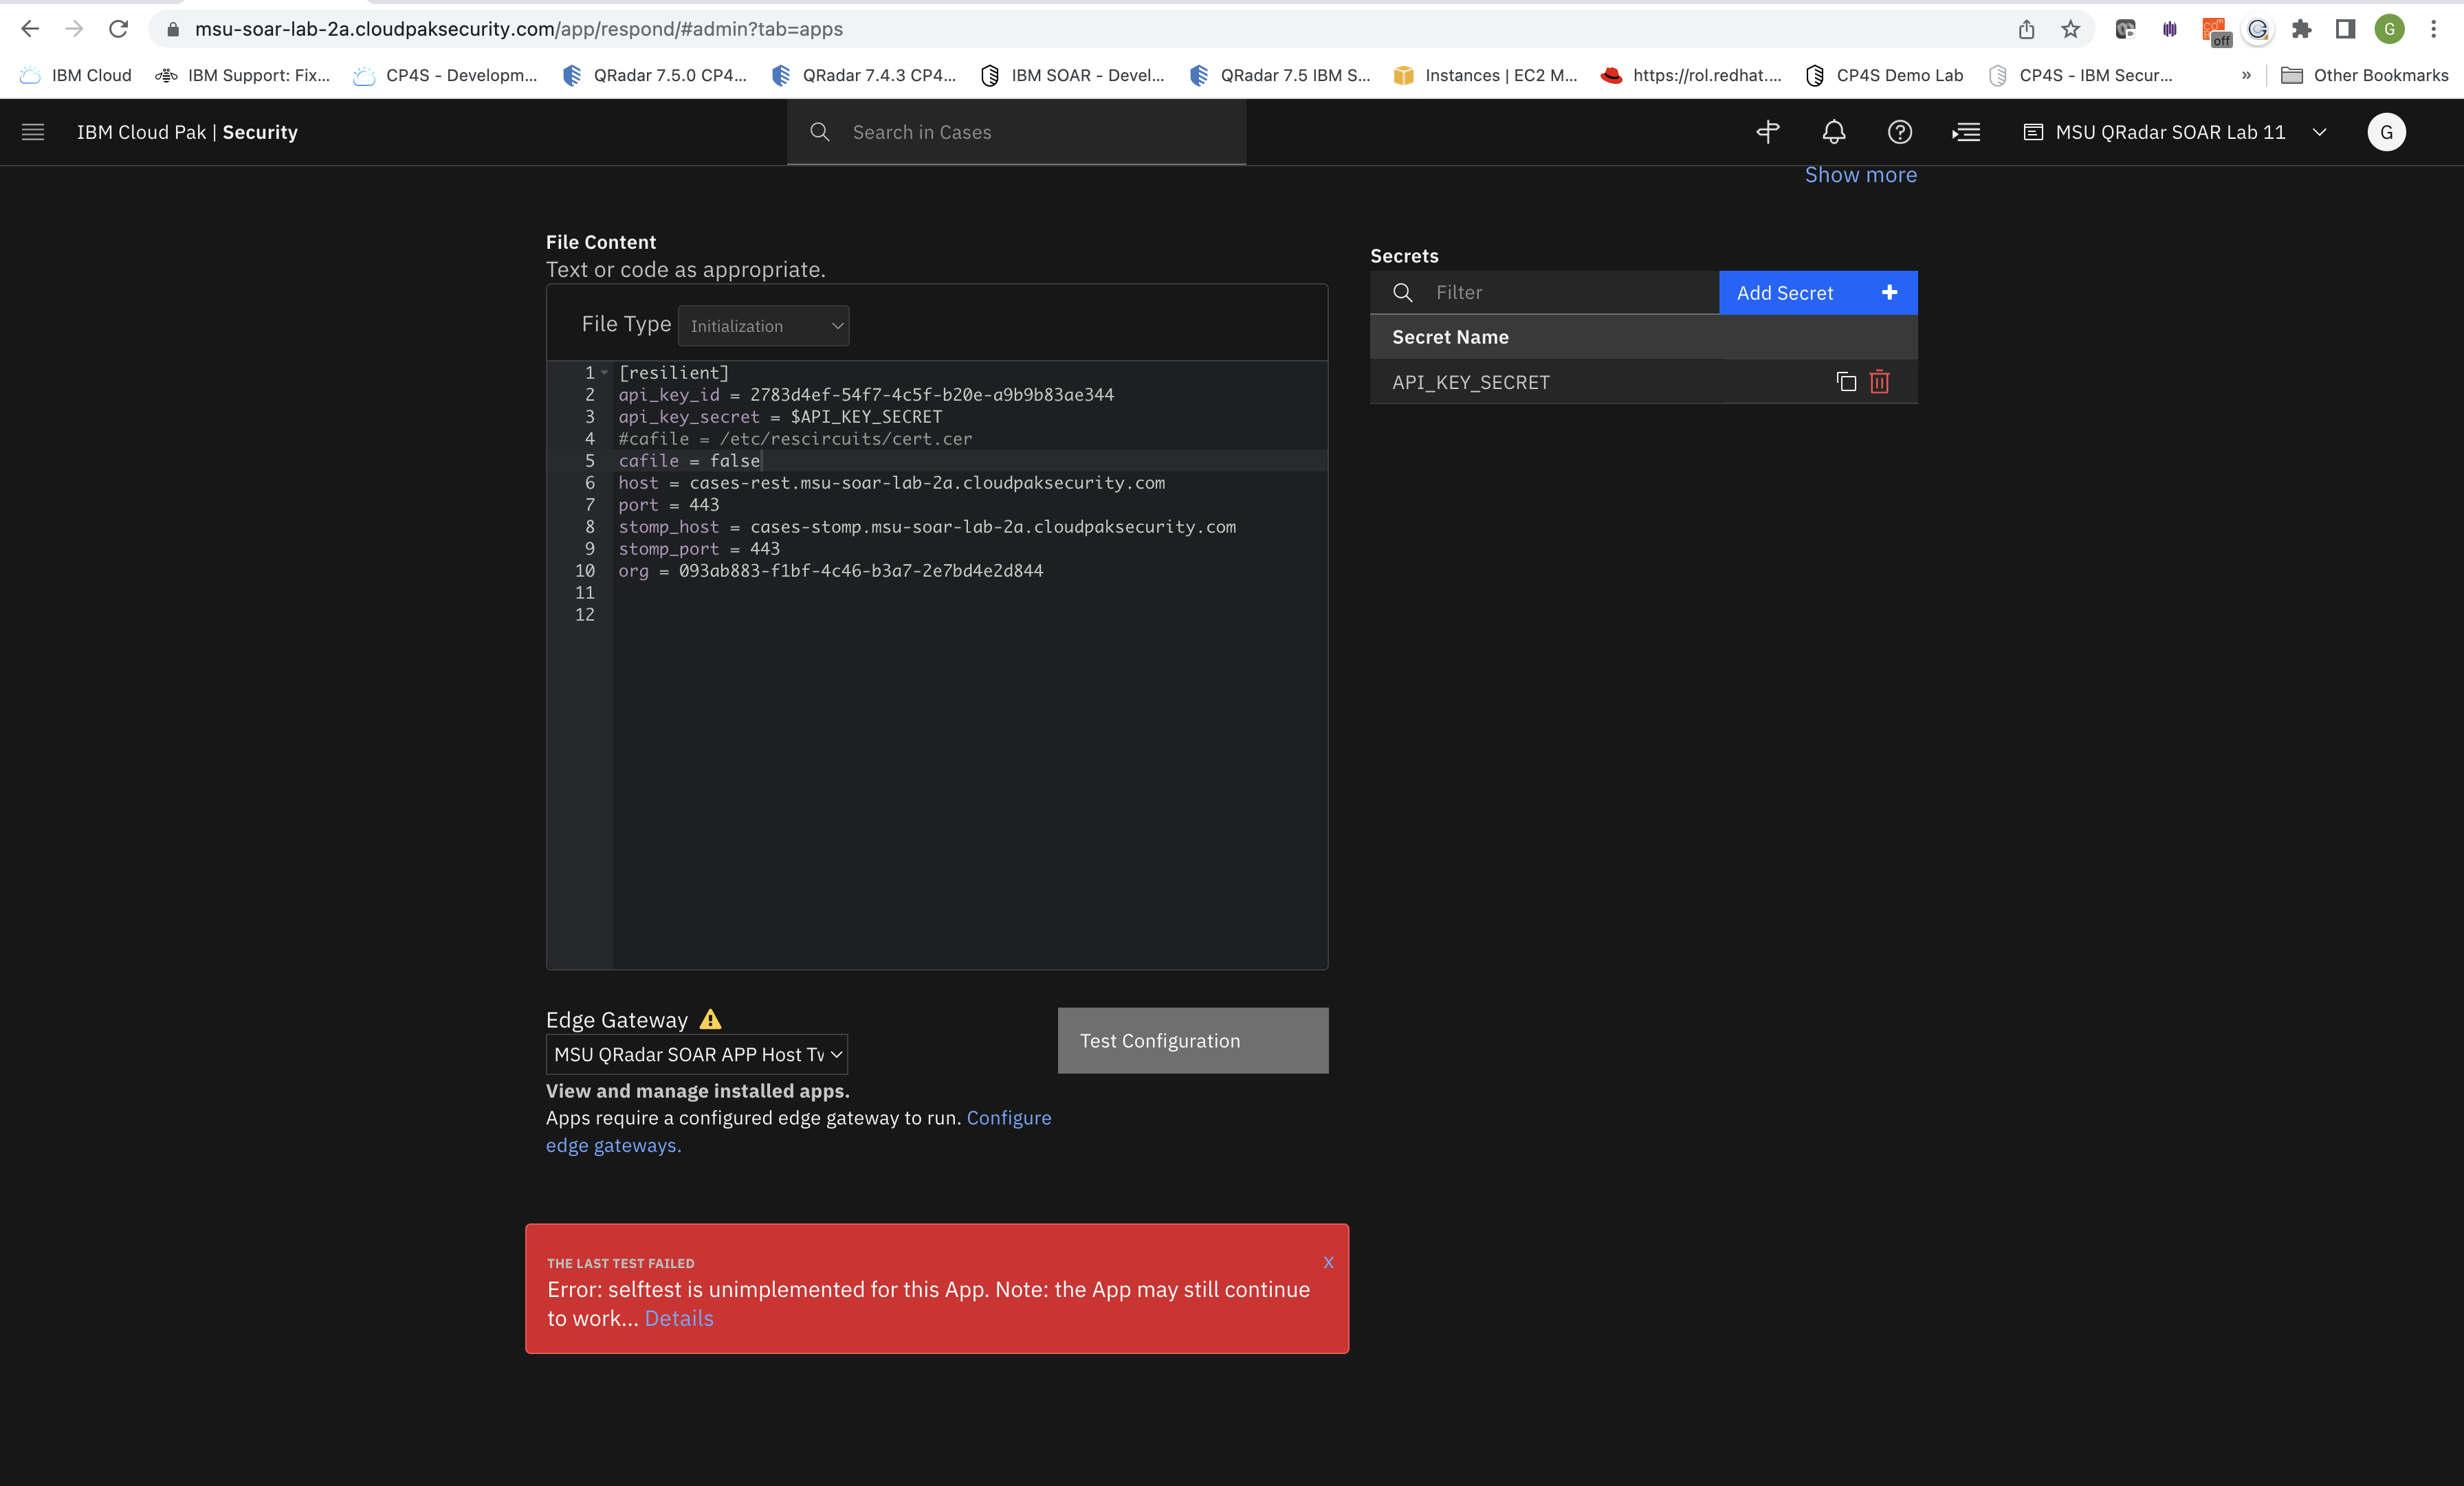 msu-soar-lab-2a.cloudpaksecurity.com/app/respond/#admin?tab=apps
off
G
IBM Cloud
IBM Support: Fix...
CP4S - Developm...
QRadar 7.5.0 CP4...
QRadar 7.4.3 CP4...
IBM SOAR - Devel...
QRadar 7.5 IBM S...
Instances | EC2 M...
https://rol.redhat....
CP4S Demo Lab
CP4S - IBM Secur...
»
Other Bookmarks
IBM Cloud Pak | Security
Search in Cases
MSU QRadar SOAR Lab 11
G
Show more
File Content
Text or code as appropriate.
File Type Initialization
1 [resilient]
2 api_key_id = 2783d4ef-54f7-4c5f-b20e-a9b9b83ae344
3 api_key_secret = $API_KEY_SECRET
4 #cafile = /etc/rescircuits/cert.cer
5 cafile = false
6 host = cases-rest.msu-soar-lab-2a.cloudpaksecurity.com
7 port = 443
8 stomp_host = cases-stomp.msu-soar-lab-2a.cloudpaksecurity.com
9 stomp_port = 443
10 org = 093ab883-f1bf-4c46-b3a7-2e7bd4e2d844
11
12
Secrets
Filter
Add Secret +
Secret Name
API_KEY_SECRET
Edge Gateway
MSU QRadar SOAR APP Host Tv
Test Configuration
View and manage installed apps.
Apps require a configured edge gateway to run. Configure
edge gateways.
THE LAST TEST FAILED
X
Error: selftest is unimplemented for this App. Note: the App may still continue
to work... Details